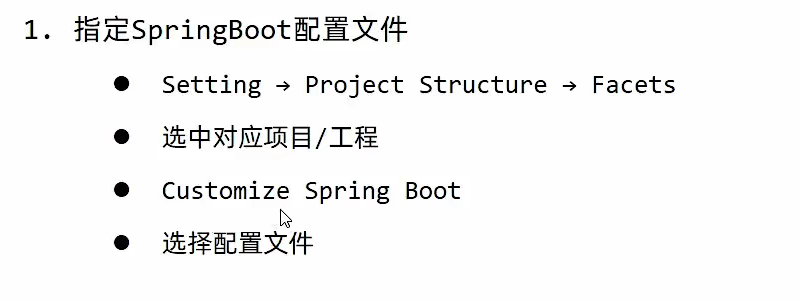 1. 指定SpringBoot配置文件
● Setting → Project Structure → Facets
● 选中对应项目/工程
● Customize Spring Boot
● 选择配置文件